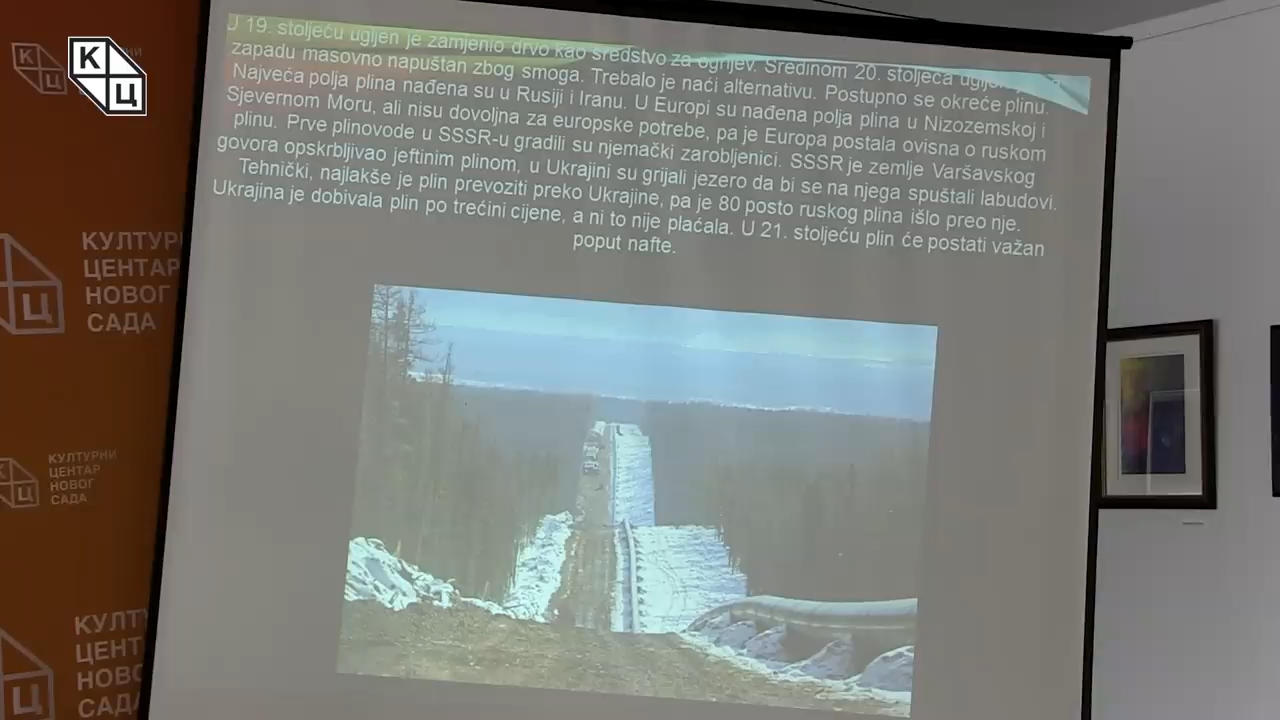 U 19. stoljeću ugljen je zamjenio drvo kao sredstvo za ogrijev. Sredinom 20. stoljeća
zapadu masovno napuštan zbog smoga. Trebalo je naći alternativu. Postupno se okreće plinu.
Najveća polja plina nađena su u Rusiji i Iranu. U Europi su nađena polja plina u Nizozemskoj i
Sjevernom Moru, ali nisu dovoljna za europske potrebe, pa je Europa postala ovisna o ruskom
plinu. Prve plinovode u SSSR-u gradili su njemački zarobljenici. SSSR je zemlje Varšavskog
govora opskrbljivao jeftinim plinom, u Ukrajini su grijali jezero da bi se na njega spuštali labudovi.
Tehnički, najlakše je plin prevoziti preko Ukrajine, pa je 80 posto ruskog plina išlo preo nje.
Ukrajina je dobivala plin po trećini cijene, a ni to nije plaćala. U 21. stoljeću plin će postati važan
poput nafte.
К
Ц
КУЛТУРНИ
ЦЕНТАР
НОВОГ
САДА
Ц
КУЛТУРНИ
ЦЕНТАР
НОВОГ
САДА
Ц
КУЛТУ
ЦЕНТ
НОВО
САДА
Ц